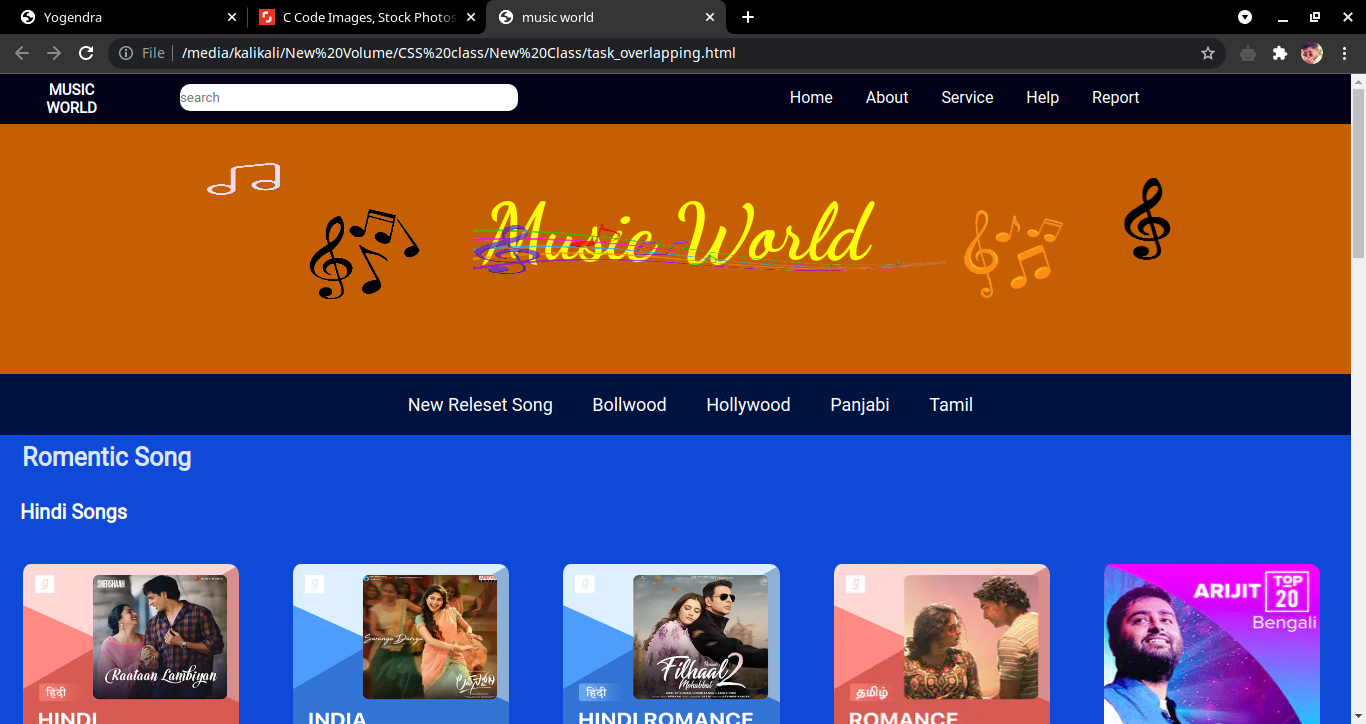 Yogendra
C Code Images, Stock Photos
music world
File
/media/kalikali/New%20Volume/CSS%20class/New%20Class/task_overlapping.html
MUSIC
WORLD
search
Home About Service Help Report
Music World
New Releset Song Bollwood Hollywood Panjabi Tamil
Romentic Song
Hindi Songs
g
SHERSHAAH
Raataan Lambiyan
हिंदी
HINDI
g
Saranga Dariya
INDIA
g
Filhaal2
Mohabbat
हिंदी
HINDI ROMANCE
g
தமிழ்
ROMANCE
ARIJIT TOP
20
Bengali